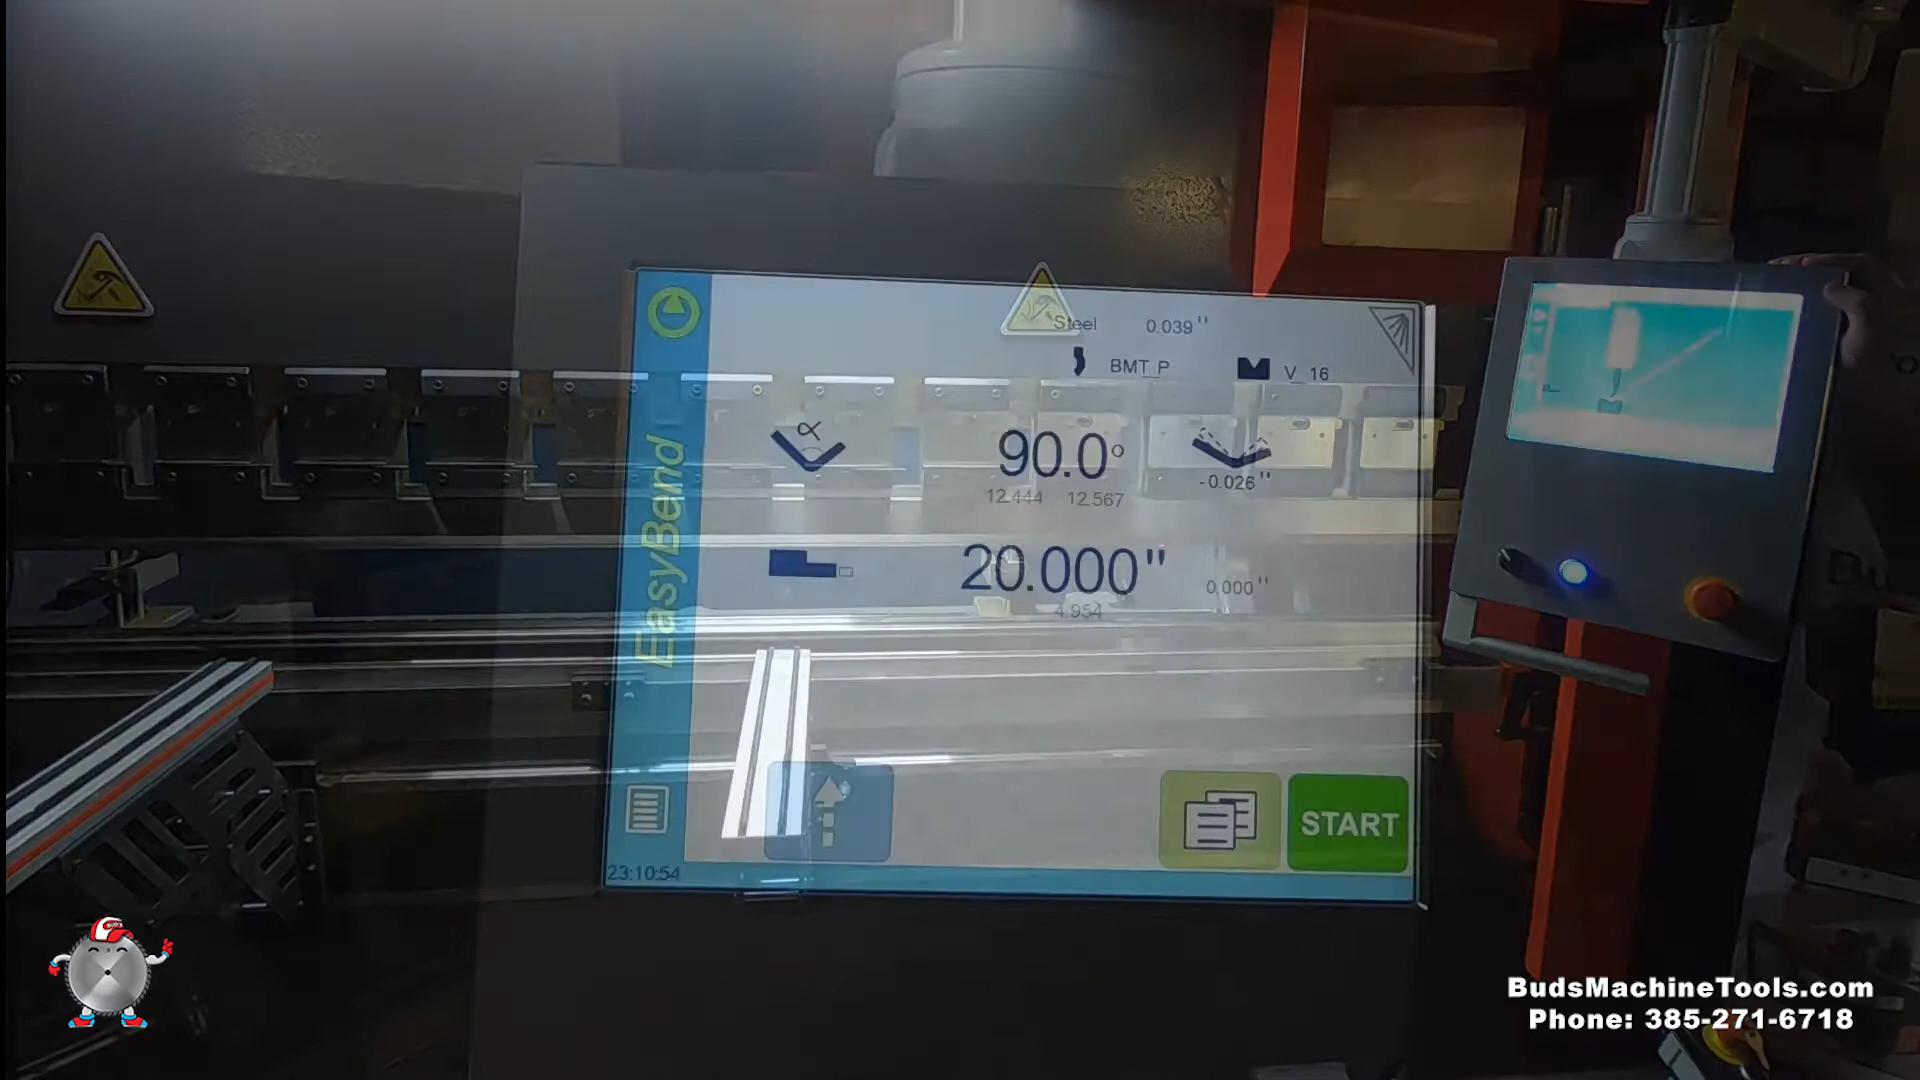 Steel 0.039"
BMT_P V_16
α
90.0°
-0.026"
12.444 12.567
20.000"
0.000"
4.954
EasyBend
START
23:10:54
BudsMachineTools.com
Phone: 385-271-6718